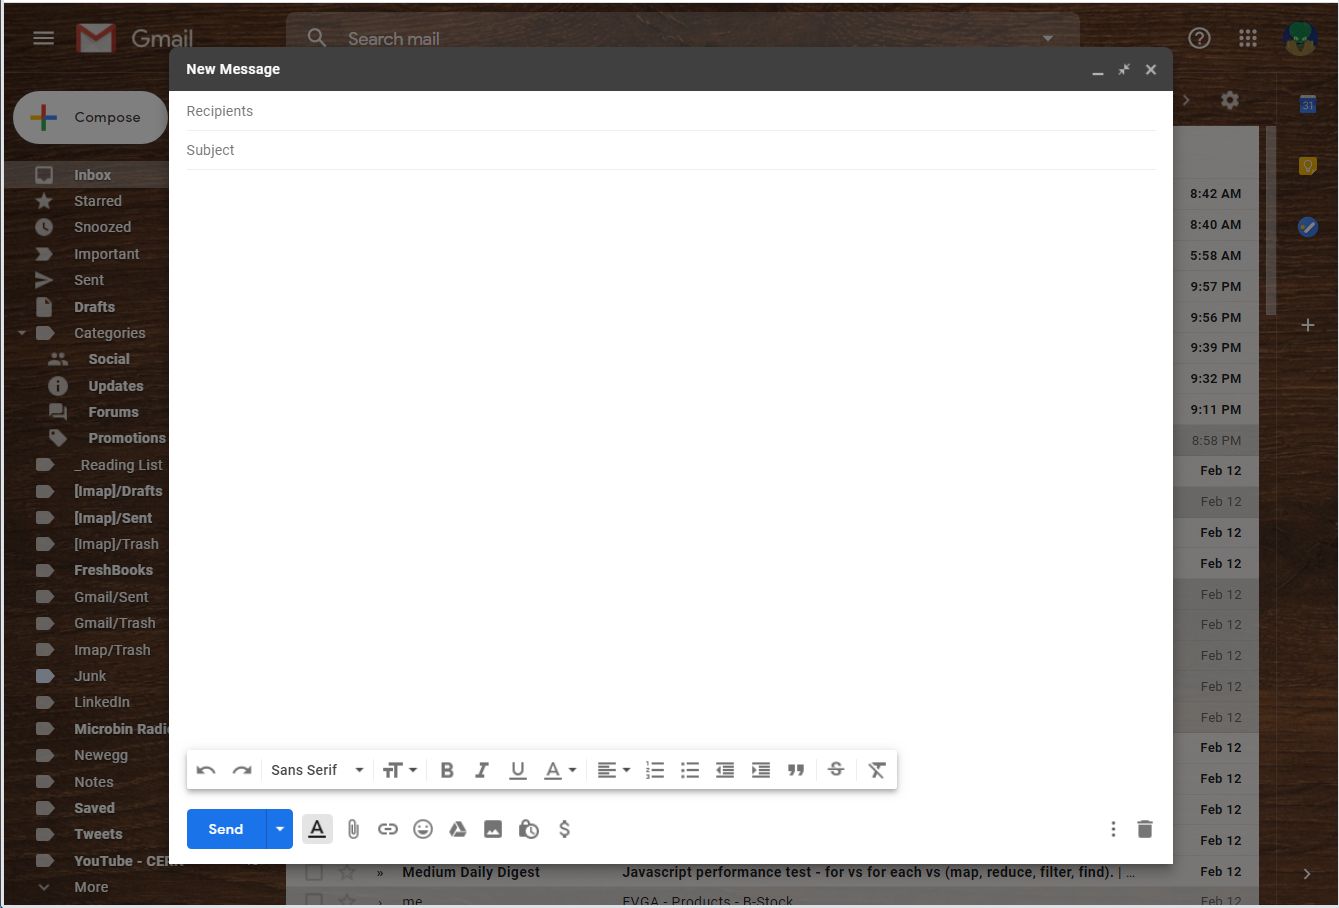 Gmail
Search mail
New Message
Recipients
Subject
Compose
Inbox
Starred
Snoozed
Important
Sent
Drafts
Categories
Social
Updates
Forums
Promotions
_Reading List
[Imap]/Drafts
[Imap]/Sent
[Imap]/Trash
FreshBooks
Gmail/Sent
Gmail/Trash
Imap/Trash
Junk
LinkedIn
Microbin Radi
Newegg
Notes
Saved
Tweets
YouTube - CER
More
31
8:42 AM
8:40 AM
5:58 AM
9:57 PM
9:56 PM
9:39 PM
9:32 PM
9:11 PM
8:58 PM
Feb 12
Feb 12
Feb 12
Feb 12
Feb 12
Feb 12
Feb 12
Feb 12
Feb 12
Feb 12
Feb 12
Feb 12
Feb 12
Sans Serif
Send
Medium Daily Digest Javascript performance test - for vs for each vs (map, reduce, filter, find). | ... Feb 12
me EVGA - Products - B-Stock Feb 12